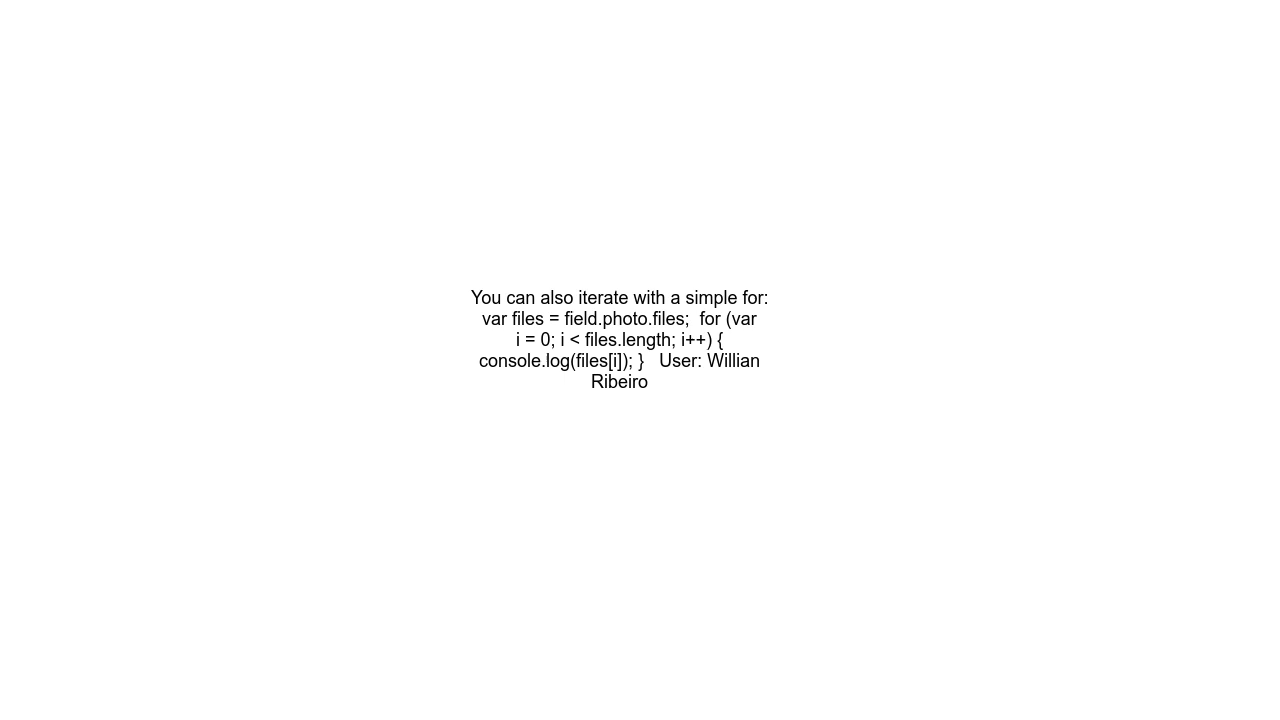 You can also iterate with a simple for:
var files = field.photo.files;  for (var
i = 0; i < files.length; i++) {
console.log(files[i]); }   User: Willian
Ribeiro